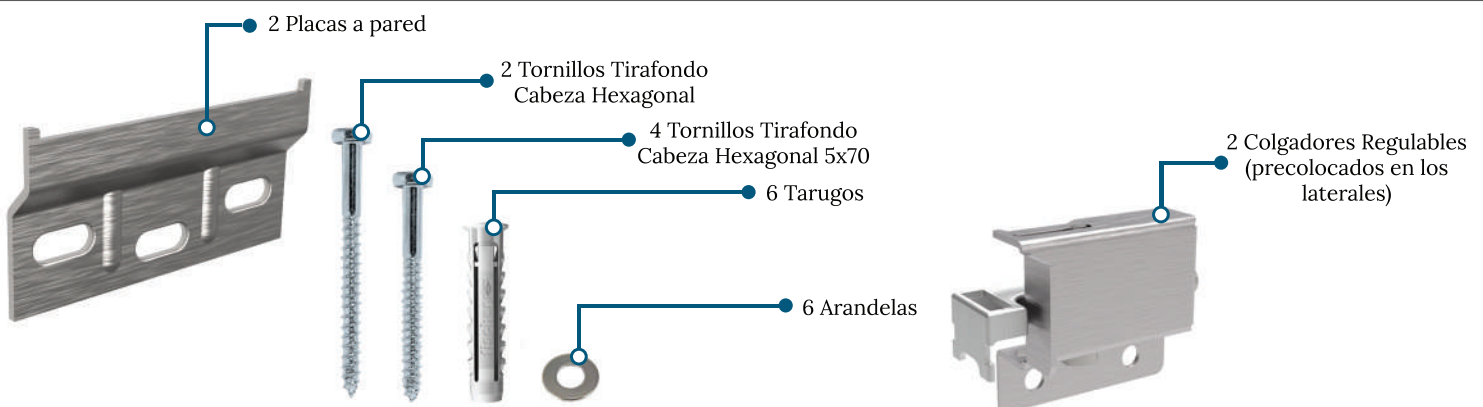 2 Placas a pared
2 Tornillos Tirafondo
Cabeza Hexagonal
4 Tornillos Tirafondo
Cabeza Hexagonal 5x70
6 Tarugos
6 Arandelas
2 Colgadores Regulables
(precolocados en los
laterales)